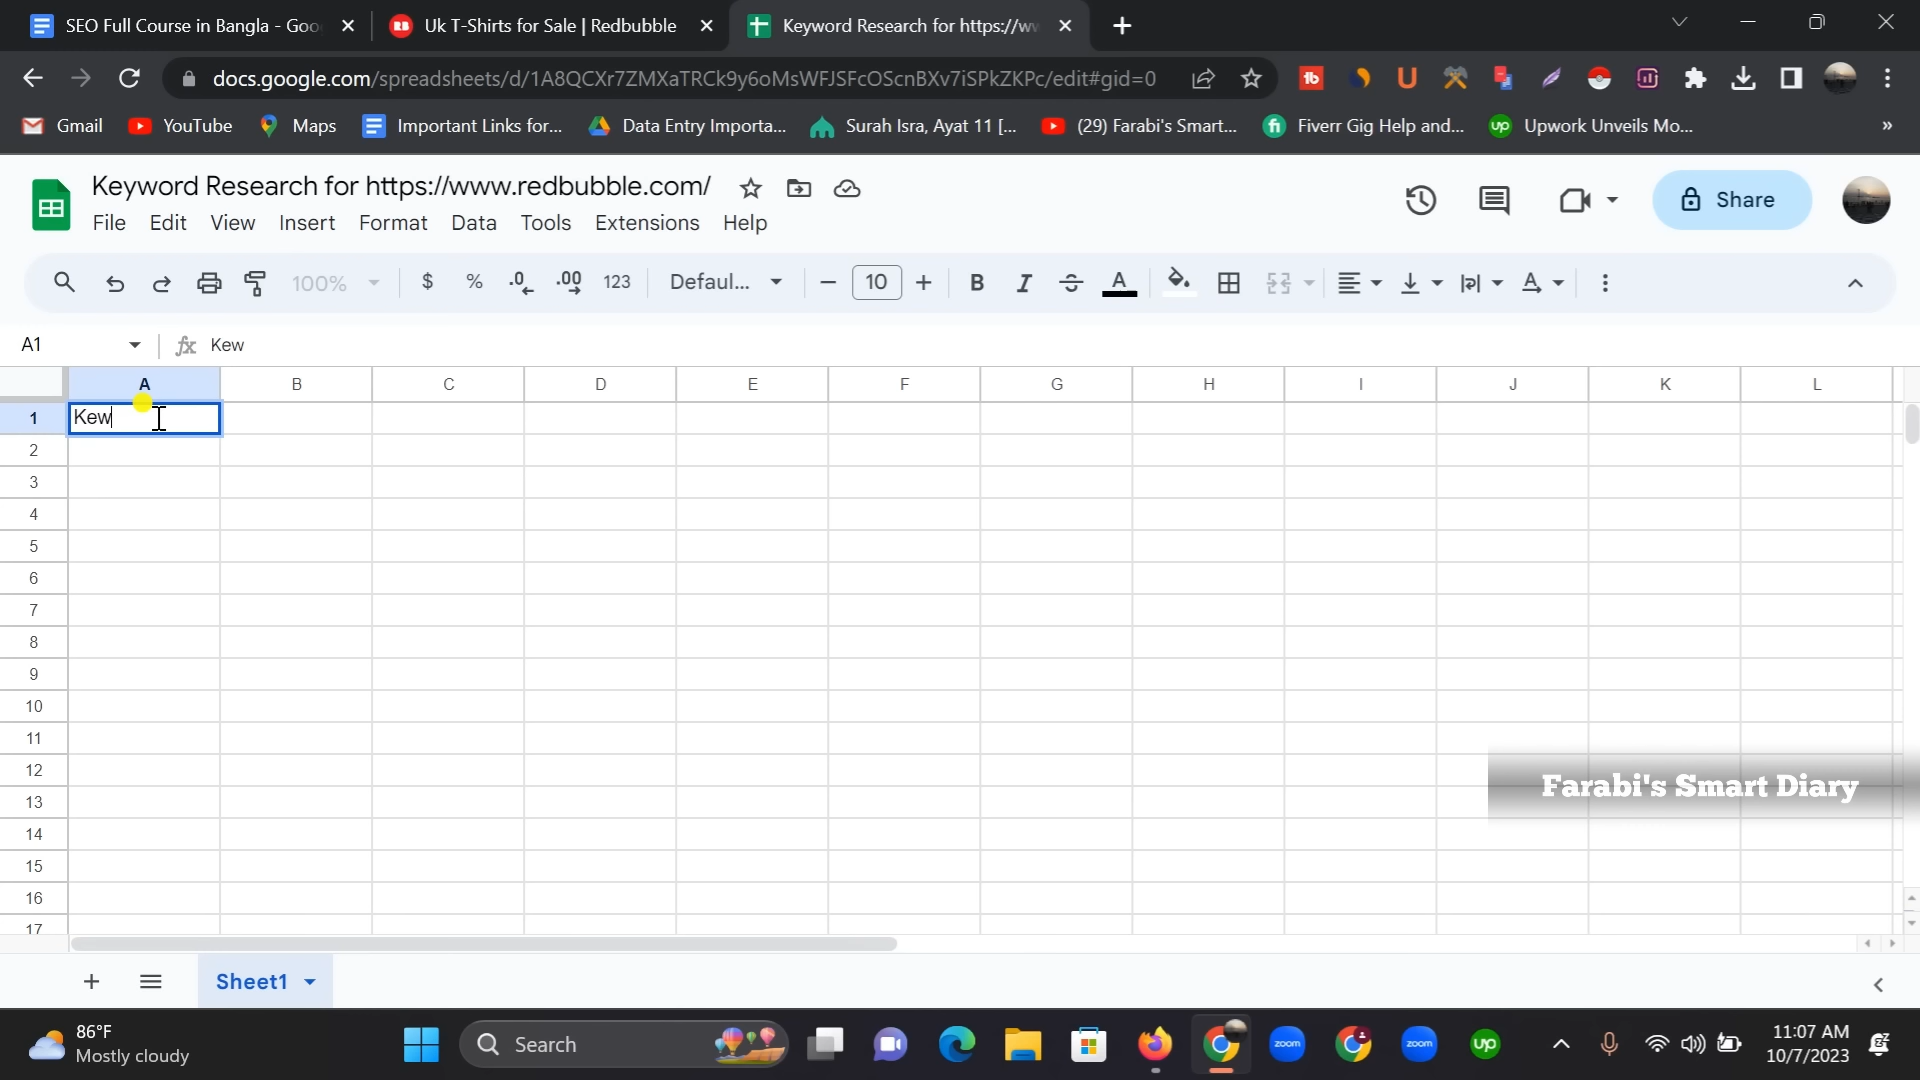 SEO Full Course in Bangla - Goo
Uk T-Shirts for Sale | Redbubble
Keyword Research for https://ww
docs.google.com/spreadsheets/d/1A8QCXr7ZMXaTRCk9y6oMsWFJSFcOScnBXv7iSPkZKPc/edit#gid=0
Gmail
YouTube
Maps
Important Links for...
Data Entry Importa...
Surah Isra, Ayat 11 [...
(29) Farabi's Smart...
Fiverr Gig Help and...
Upwork Unveils Mo...
»
Keyword Research for https://www.redbubble.com/
File Edit View Insert Format Data Tools Extensions Help
Share
100% $ % .0 .00 123 Defaul... 10 B I A
A1 Kew
A B C D E F G H I J K L
1 Kew
2
3
4
5
6
7
8
9
10
11
12
13
14
15
16
17
Farabi's Smart Diary
Sheet1
86°F
Mostly cloudy
Search
zoom
zoom
up
11:07 AM
10/7/2023